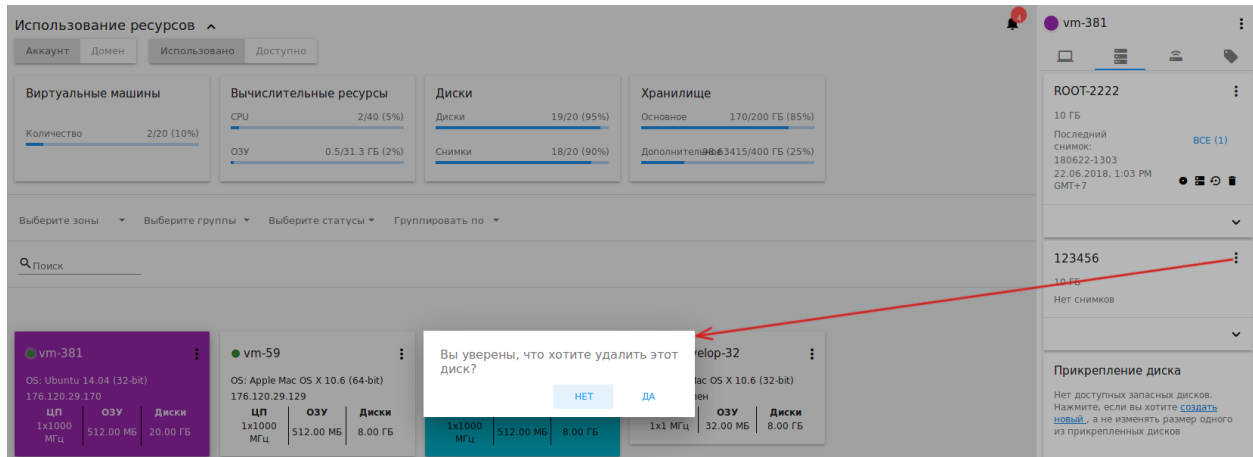 Использование ресурсов
4
Аккаунт Домен Использовано Доступно
Виртуальные машины
Количество 2/20 (10%)
Вычислительные ресурсы
CPU 2/40 (5%)
ОЗУ 0.5/31.3 ГБ (2%)
Диски
Диски 19/20 (95%)
Снимки 18/20 (90%)
Хранилище
Основное 170/200 ГБ (85%)
Дополнительное 98.63415/400 ГБ (25%)
Выберите зоны Выберите группы Выберите статусы Группировать по
Поиск
vm-381
OS: Ubuntu 14.04 (32-bit)
176.120.29.170
ЦП ОЗУ Диски
1x1000 МГц 512.00 МБ 20.00 ГБ
vm-59
OS: Apple Mac OS X 10.6 (64-bit)
176.120.29.129
ЦП ОЗУ Диски
1x1000 МГц 512.00 МБ 8.00 ГБ
Вы уверены, что хотите удалить этот
диск?
НЕТ ДА
1x1000 МГц 512.00 МБ 8.00 ГБ
elop-32
ac OS X 10.6 (32-bit)
ен
ОЗУ Диски
1x1 МГц 32.00 МБ 8.00 ГБ
vm-381
ROOT-2222
10 ГБ
Последний
снимок:
180622-1303
22.06.2018, 1:03 PM
GMT+7
ВСЕ (1)
123456
10 ГБ
Нет снимков
Прикрепление диска
Нет доступных запасных дисков.
Нажмите, если вы хотите создать
новый , а не изменять размер одного
из прикрепленных дисков